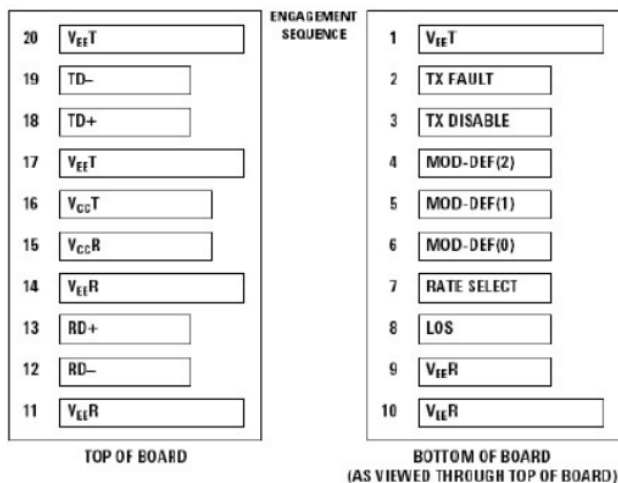 ENGAGEMENT
SEQUENCE
20 VEET
19 TD–
18 TD+
17 VEET
16 VCCT
15 VCCR
14 VEER
13 RD+
12 RD–
11 VEER
TOP OF BOARD
1 VEET
2 TX FAULT
3 TX DISABLE
4 MOD-DEF(2)
5 MOD-DEF(1)
6 MOD-DEF(0)
7 RATE SELECT
8 LOS
9 VEER
10 VEER
BOTTOM OF BOARD
(AS VIEWED THROUGH TOP OF BOARD)